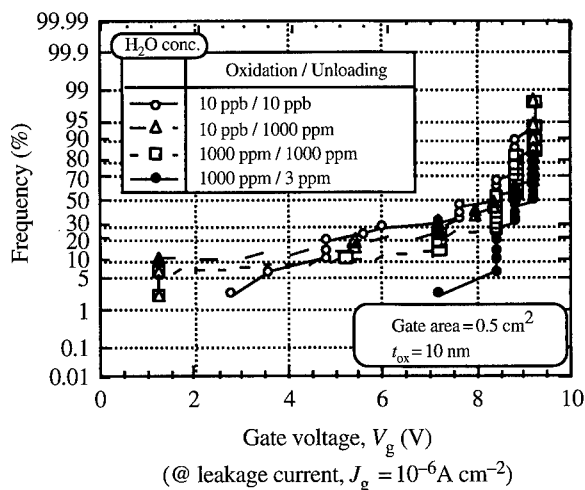 99.99
99.9
99
95
90
80
70
50
30
20
10
5
1
0.1
0.01
Frequency (%)
H₂O conc.
Oxidation / Unloading
10 ppb / 10 ppb
10 ppb / 1000 ppm
1000 ppm / 1000 ppm
1000 ppm / 3 ppm
Gate area = 0.5 cm²
t_ox = 10 nm
0 2 4 6 8 10
Gate voltage, V_g (V)
(@ leakage current, J_g = 10⁻⁶A cm⁻²)